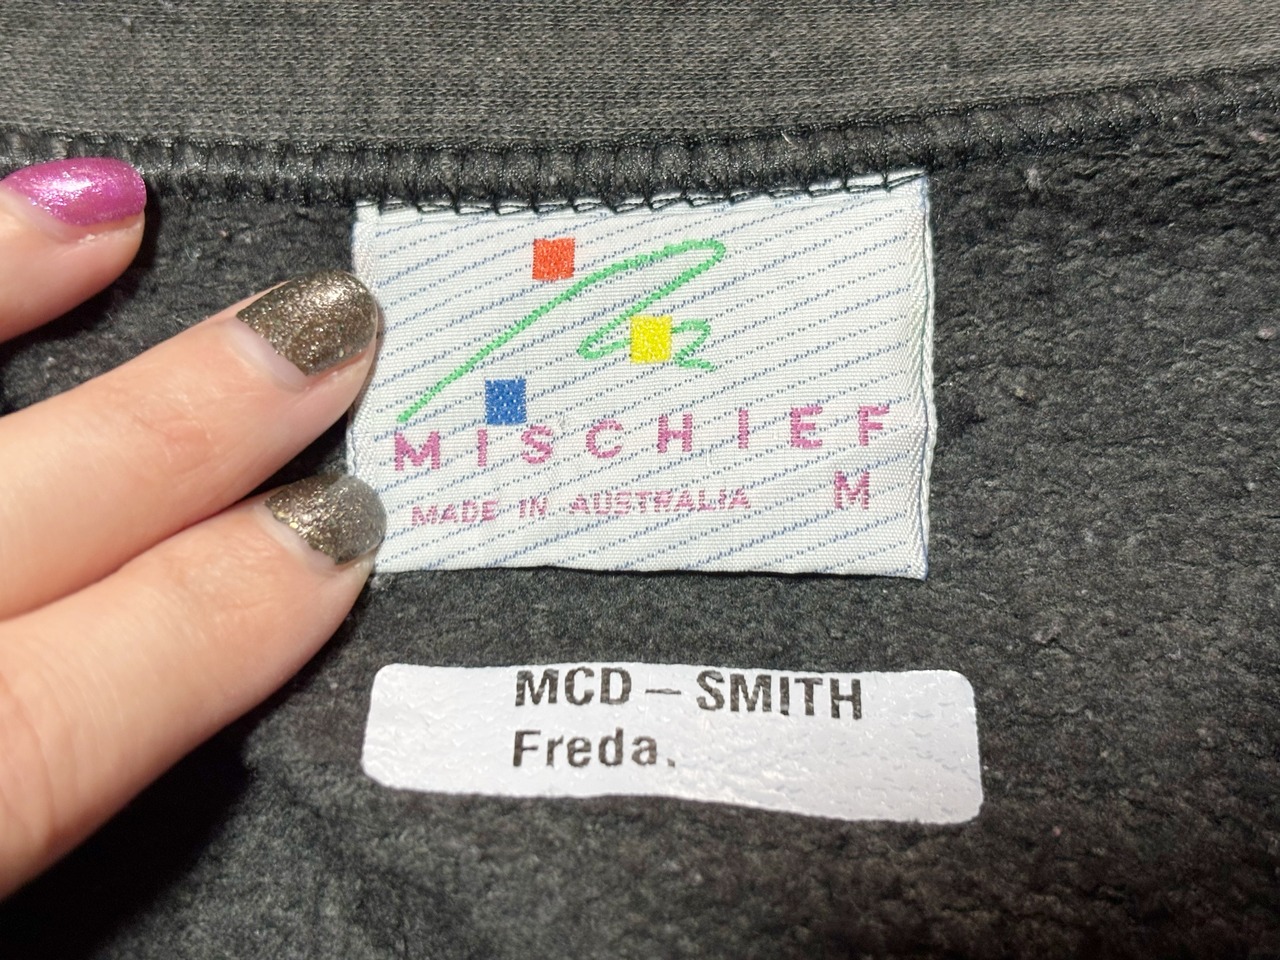 MISCHIEF
MADE IN AUSTRALIA M
MCD – SMITH
Freda.